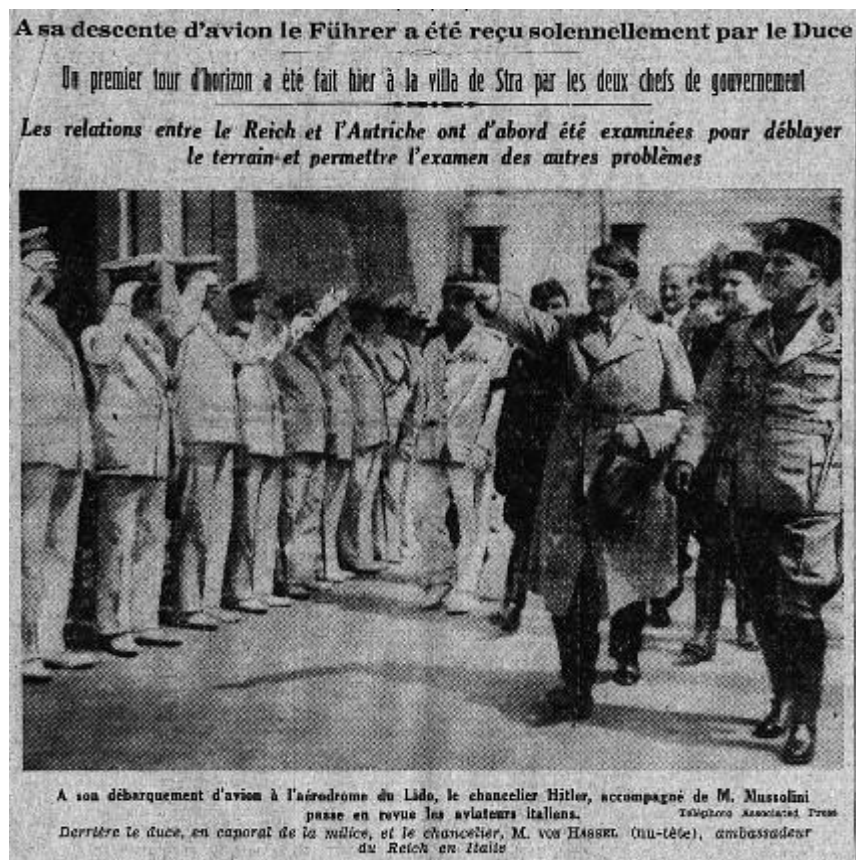 A sa descente d'avion le Führer a été reçu solennellement par le Duce
Un premier tour d'horizon a été fait hier à la villa de Stra par les deux chefs de gouvernement
Les relations entre le Reich et l'Autriche ont d'abord été examinées pour déblayer
le terrain et permettre l'examen des autres problèmes
A son débarquement d'avion à l'aérodrome du Lido, le chancelier Hitler, accompagné de M. Mussolini
passe en revue les aviateurs italiens.
Téléphoto Associated Press
Derrière le duce, en caporal de la milice, et le chancelier, M. VON HASSEL (nu-tête), ambassadeur
du Reich en Italie